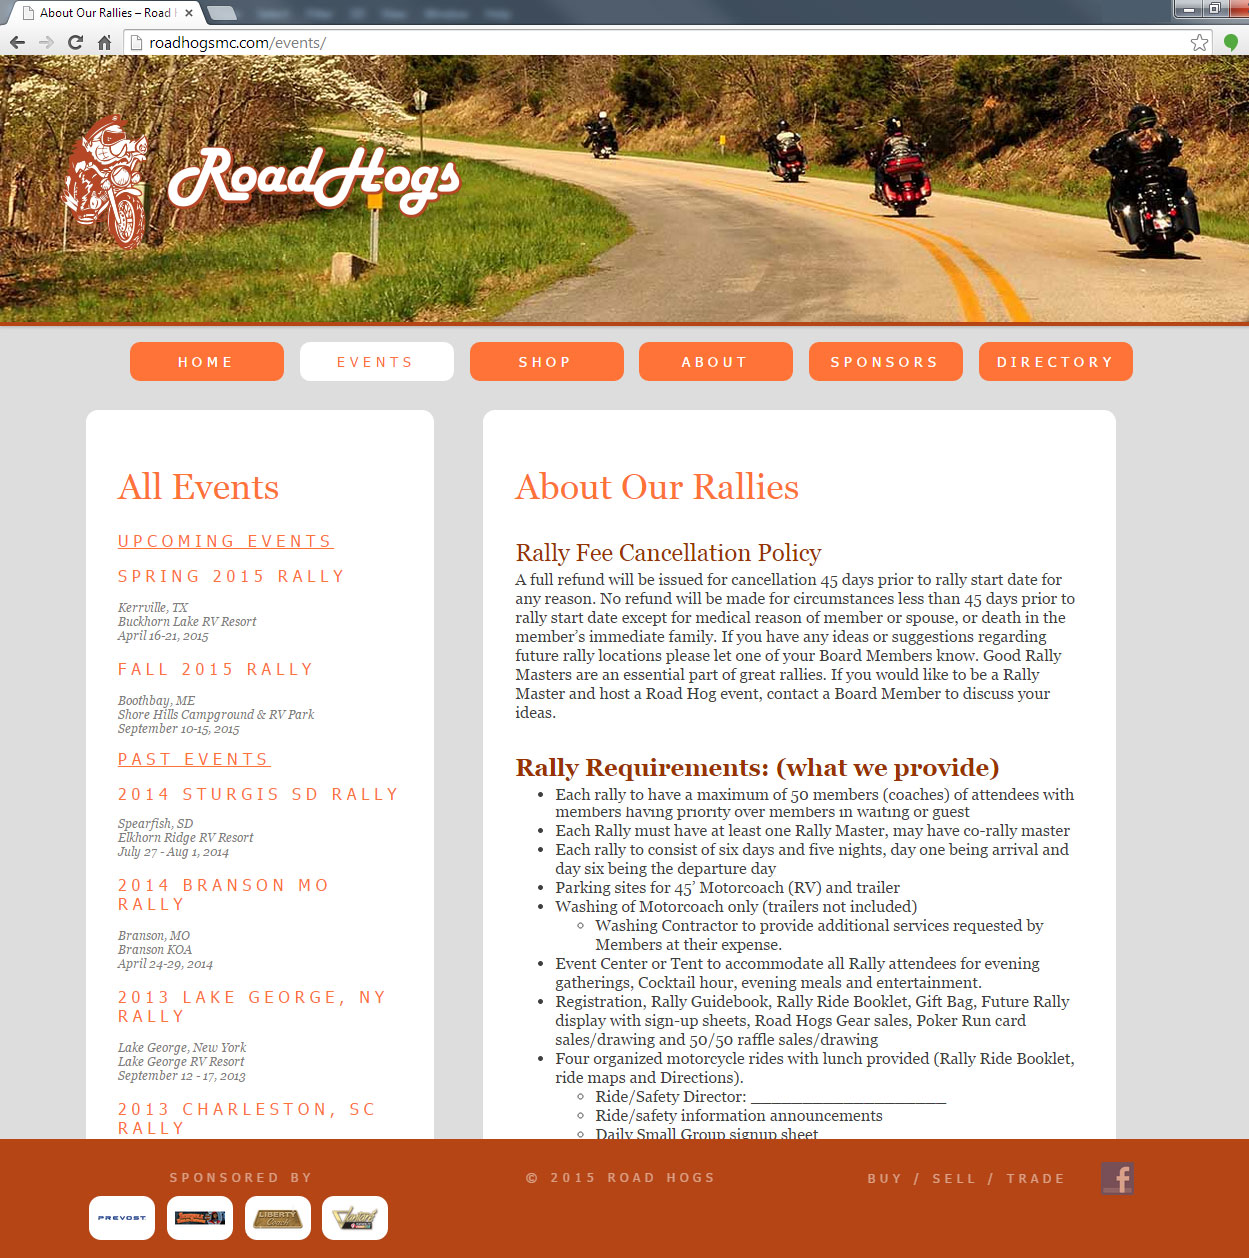 About Our Rallies – Road H
roadhogsmc.com/events/
RoadHogs
HOME EVENTS SHOP ABOUT SPONSORS DIRECTORY
All Events
UPCOMING EVENTS
SPRING 2015 RALLY
Kerrville, TX
Buckhorn Lake RV Resort
April 16-21, 2015
FALL 2015 RALLY
Boothbay, ME
Shore Hills Campground & RV Park
September 10-15, 2015
PAST EVENTS
2014 STURGIS SD RALLY
Spearfish, SD
Elkhorn Ridge RV Resort
July 27 - Aug 1, 2014
2014 BRANSON MO
RALLY
Branson, MO
Branson KOA
April 24-29, 2014
2013 LAKE GEORGE, NY
RALLY
Lake George, New York
Lake George RV Resort
September 12 - 17, 2013
2013 CHARLESTON, SC
RALLY
About Our Rallies
Rally Fee Cancellation Policy
A full refund will be issued for cancellation 45 days prior to rally start date for
any reason. No refund will be made for circumstances less than 45 days prior to
rally start date except for medical reason of member or spouse, or death in the
member’s immediate family. If you have any ideas or suggestions regarding
future rally locations please let one of your Board Members know. Good Rally
Masters are an essential part of great rallies. If you would like to be a Rally
Master and host a Road Hog event, contact a Board Member to discuss your
ideas.
Rally Requirements: (what we provide)
• Each rally to have a maximum of 50 members (coaches) of attendees with
members having priority over members in waiting or guest
• Each Rally must have at least one Rally Master, may have co-rally master
• Each rally to consist of six days and five nights, day one being arrival and
day six being the departure day
• Parking sites for 45’ Motorcoach (RV) and trailer
• Washing of Motorcoach only (trailers not included)
◦ Washing Contractor to provide additional services requested by
Members at their expense.
• Event Center or Tent to accommodate all Rally attendees for evening
gatherings, Cocktail hour, evening meals and entertainment.
• Registration, Rally Guidebook, Rally Ride Booklet, Gift Bag, Future Rally
display with sign-up sheets, Road Hogs Gear sales, Poker Run card
sales/drawing and 50/50 raffle sales/drawing
• Four organized motorcycle rides with lunch provided (Rally Ride Booklet,
ride maps and Directions).
◦ Ride/Safety Director: ______________________
◦ Ride/safety information announcements
◦ Daily Small Group signup sheet
SPONSORED BY
PREVOST
LIBERTY
Coach
© 2015 ROAD HOGS
BUY / SELL / TRADE
f